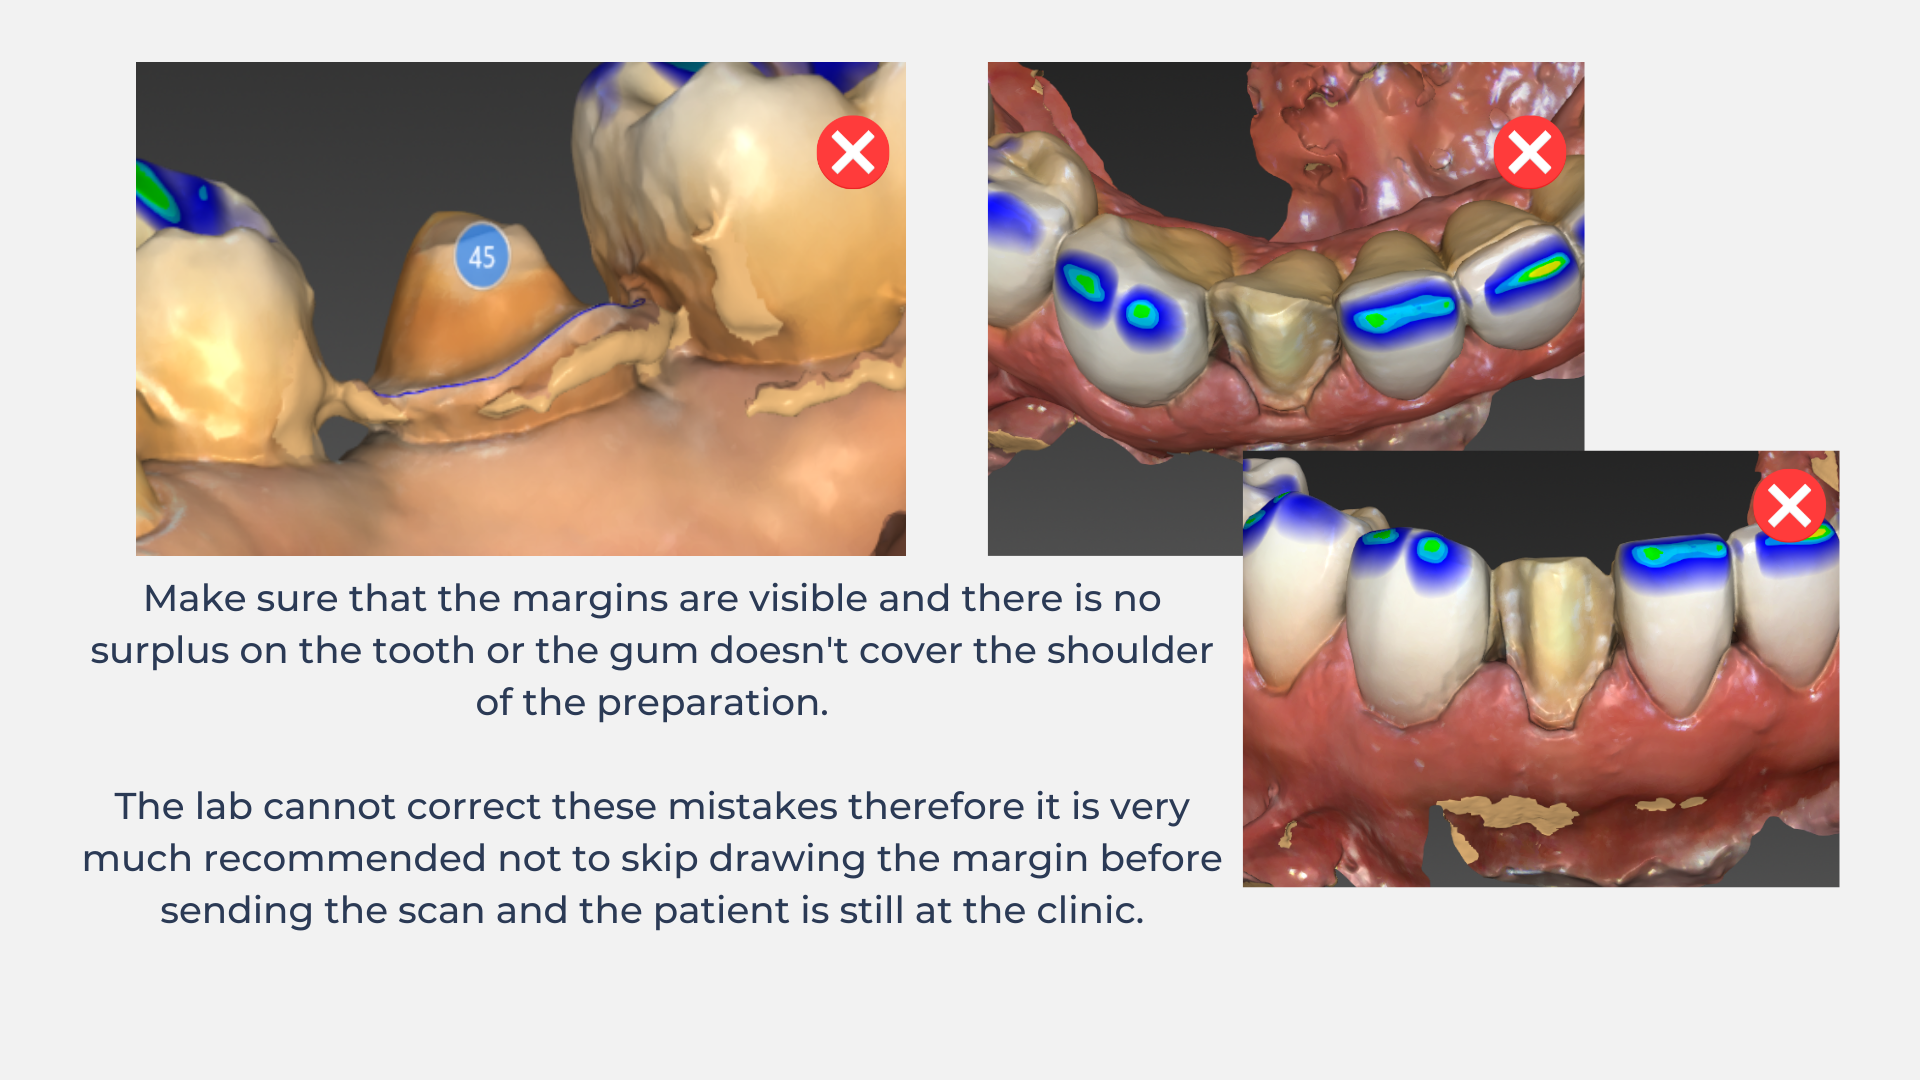 45
Make sure that the margins are visible and there is no
surplus on the tooth or the gum doesn't cover the shoulder
of the preparation.
The lab cannot correct these mistakes therefore it is very
much recommended not to skip drawing the margin before
sending the scan and the patient is still at the clinic.